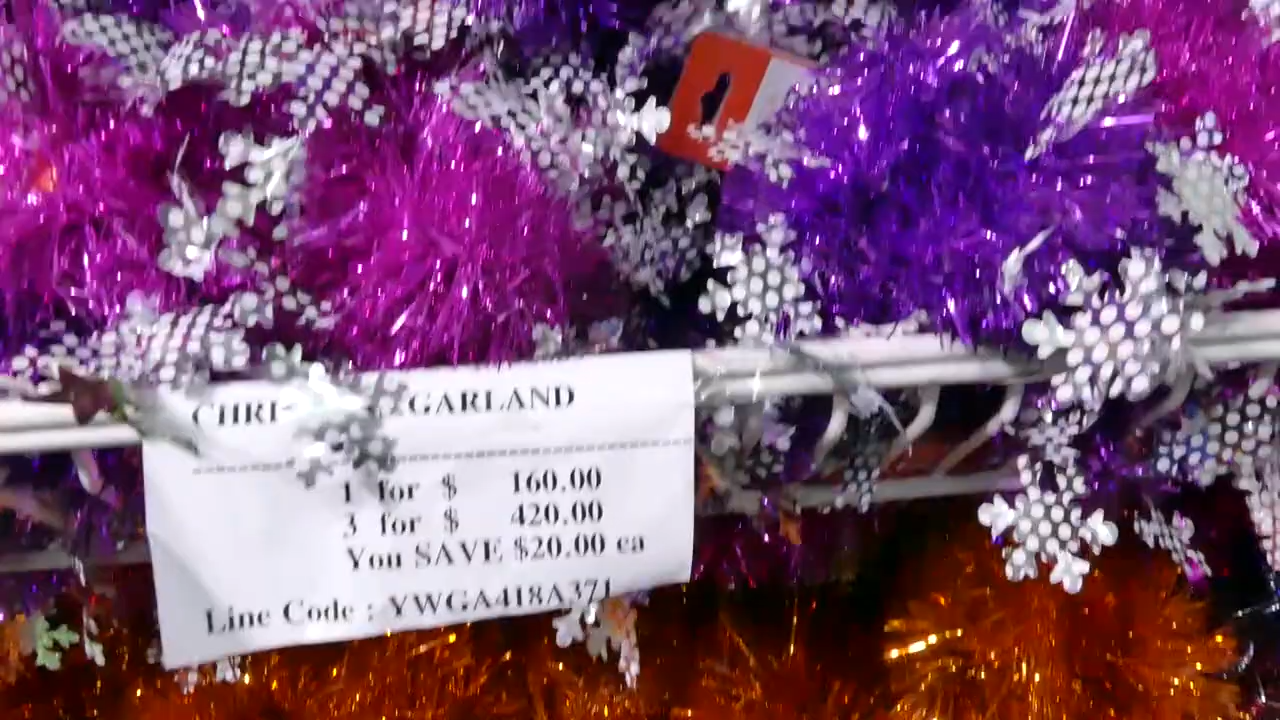 GARLAND
1 for $ 160.00
3 for $ 420.00
You SAVE $20.00 ea
Line Code : YWGA418A371